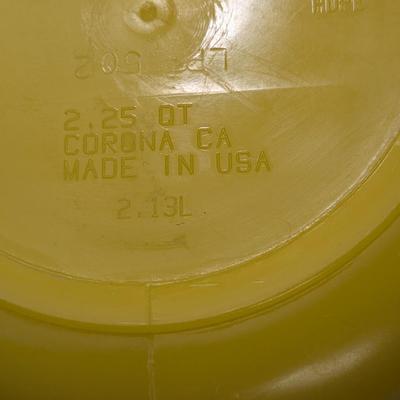 2.25 QT
CORONA CA
MADE IN USA
2.13L